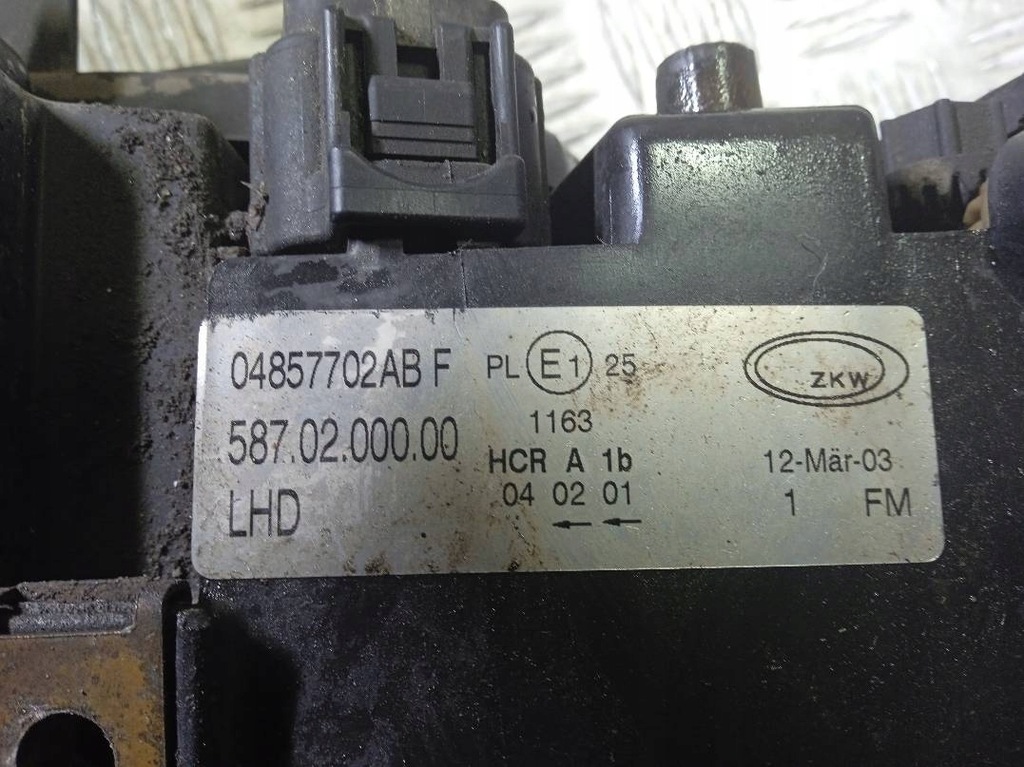 04857702AB F PL E1 25
ZKW
587.02.000.00 1163
HCR A 1b 12-Mär-03
LHD 04 02 01 1 FM